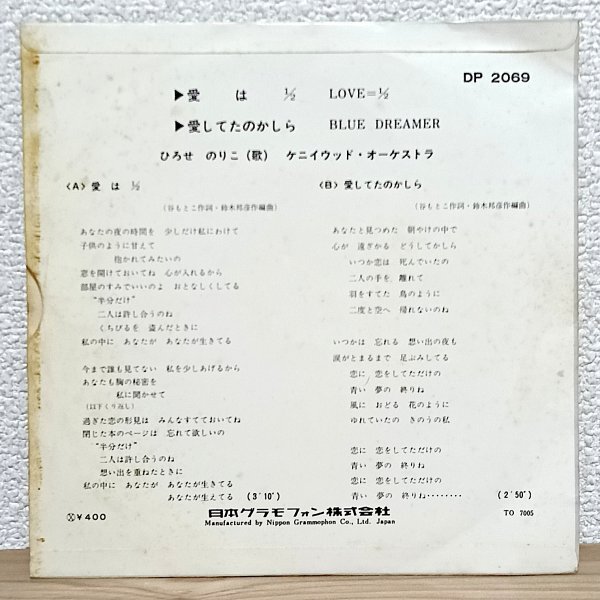 DP 2069
▶愛は ½ LOVE=½
▶愛してたのかしら BLUE DREAMER
ひろせ のりこ(歌) ケニイウッド・オーケストラ
〈A〉愛は ½
(谷もとこ作詞・鈴木邦彦作編曲)
あなたの夜の時間を 少しだけ私にわけて
子供のように甘えて
抱かれてみたいの
恋を開けておいてね 心が入れるから
部屋のすみでいいのよ おとなしくしてる
“半分だけ”
二人は許し合うのね
くちびるを 盗んだときに
私の中に あなたが あなたが生きてる
今まで誰も見てない 私を少しあげるから
あなたも胸の秘密を
私に聞かせて
(以下くり返し)
過ぎた恋の形見は みんなすてておいてね
閉じた本のページは 忘れて欲しいの
“半分だけ”
二人は許し合うのね
想い出を重ねたときに
私の中に あなたが あなたが生きてる
あなたが生えてる (3′10″)
〈B〉愛してたのかしら
(谷もとこ作詞・鈴木邦彦作編曲)
あなたと見つめた 朝やけの中で
心が 遠ざかる どうしてかしら
いつか恋は 死んでいたの
二人の手を 離れて
羽をすてた 鳥のように
二度と空へ 帰れないのね
いつかは 忘れる 想い出の夜も
涙がとまるまで 足ぶみしてる
恋に 恋をしてただけの
青い 夢の 終りね
風に おどる 花のように
ゆれていたの きのうの私
恋に 恋をしてただけの
青い 夢の 終りね
恋に 恋をしてただけの
青い 夢の 終りね‥‥‥‥ (2′50″)
Ⓧ¥400
日本グラモフォン株式会社
Manufactured by Nippon Grammophon Co., Ltd. Japan
TO 7005